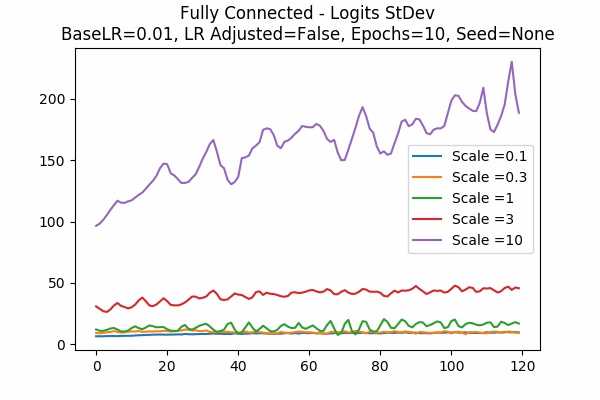 Fully Connected - Logits StDev
BaseLR=0.01, LR Adjusted=False, Epochs=10, Seed=None
200
150
100
50
0
Scale =0.1
Scale =0.3
Scale =1
Scale =3
Scale =10
0 20 40 60 80 100 120